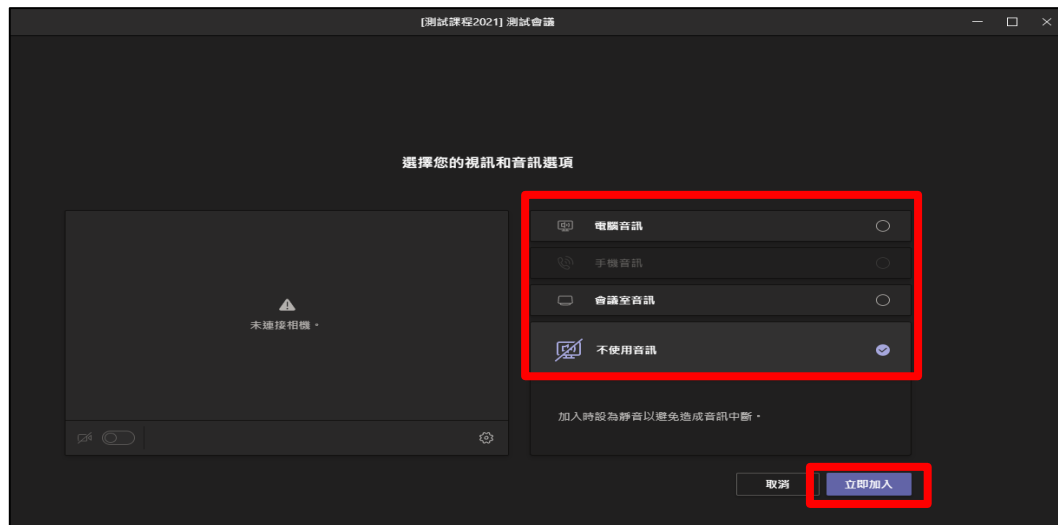 [測試課程2021] 測試會議
選擇您的視訊和音訊選項
未連接相機。
電腦音訊
手機音訊
會議室音訊
不使用音訊
加入時設為靜音以避免造成音訊中斷。
取消
立即加入